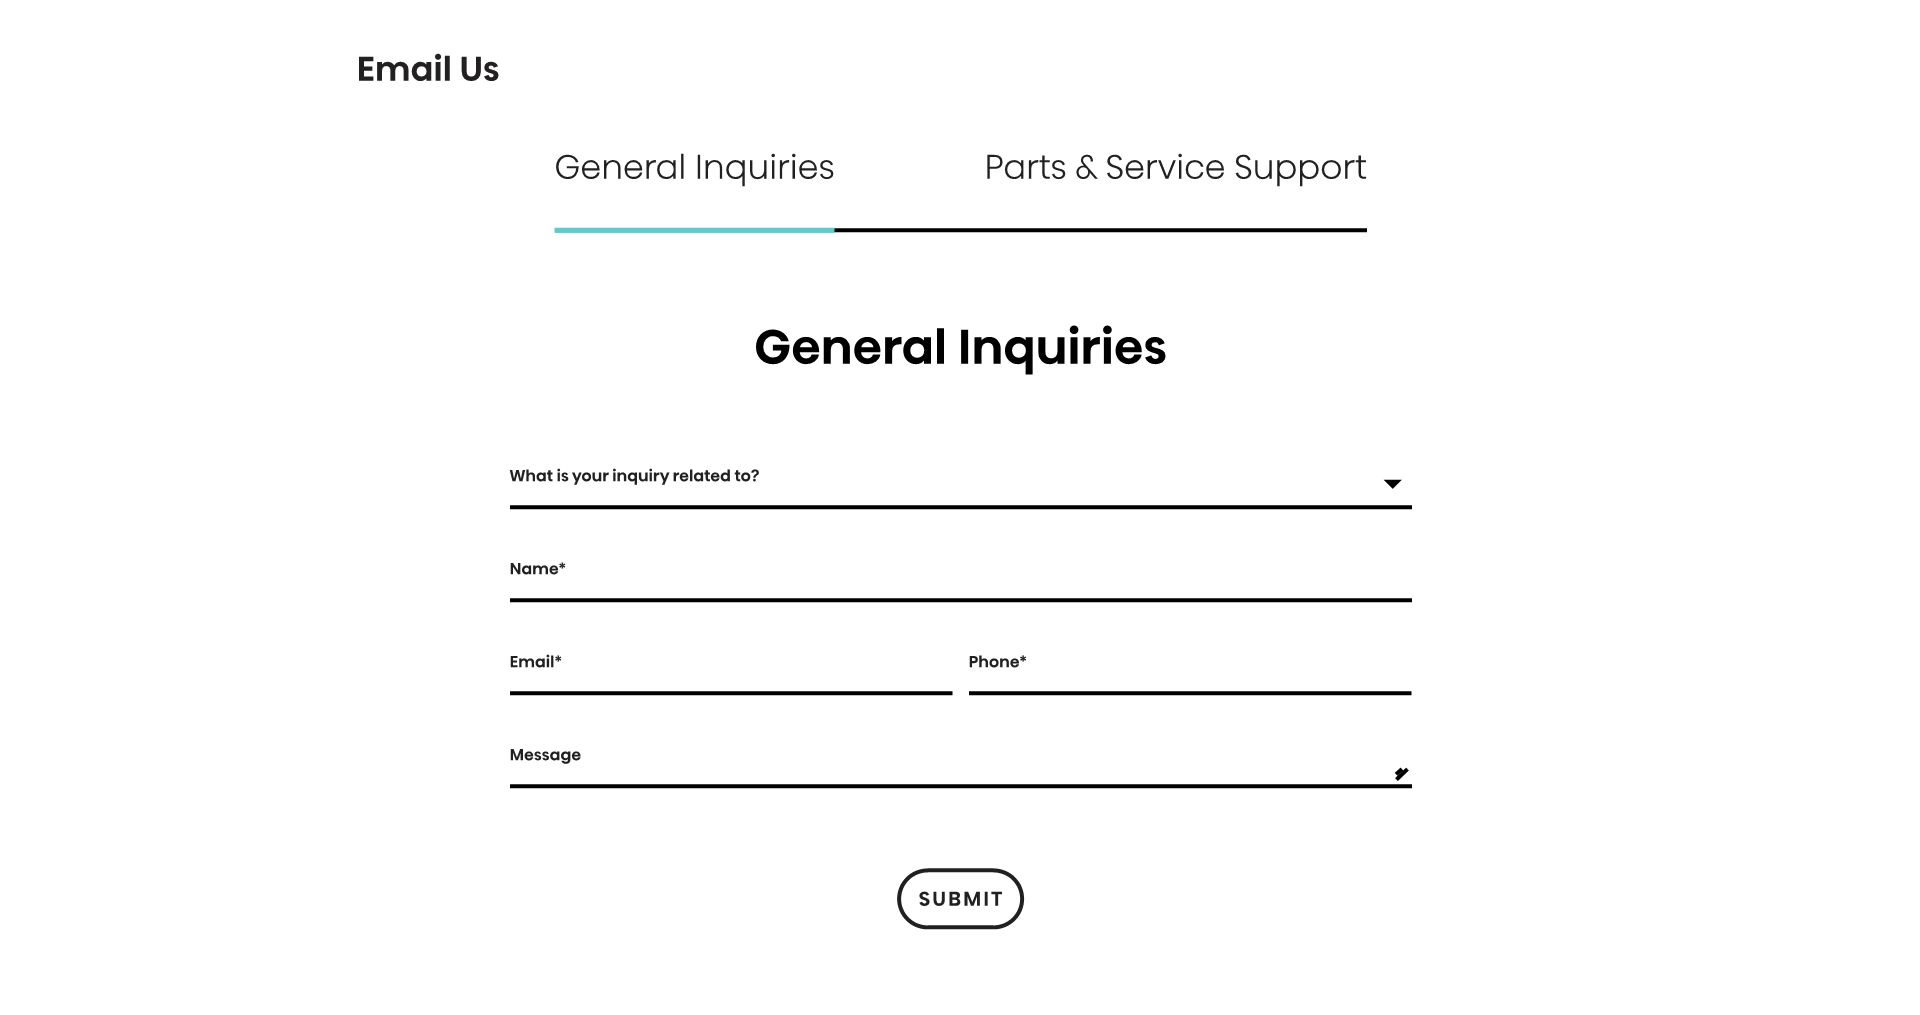 Email Us
General Inquiries
Parts & Service Support
General Inquiries
What is your inquiry related to?
Name*
Email*
Phone*
Message
SUBMIT